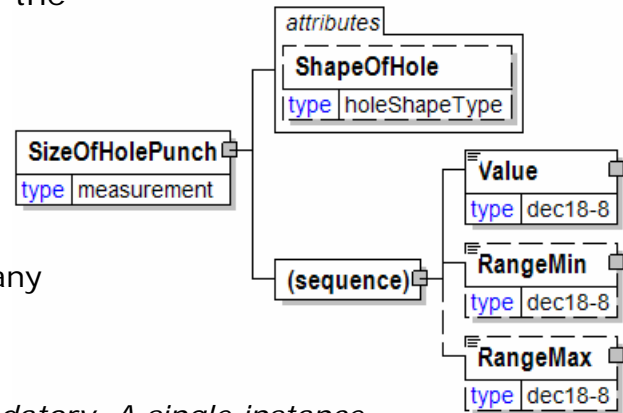 the
attributes
ShapeOfHole
type holeShapeType
SizeOfHolePunch
type measurement
Value
type dec18-8
any
(sequence)
RangeMin
type dec18-8
RangeMax
type dec18-8
datory. A single instance